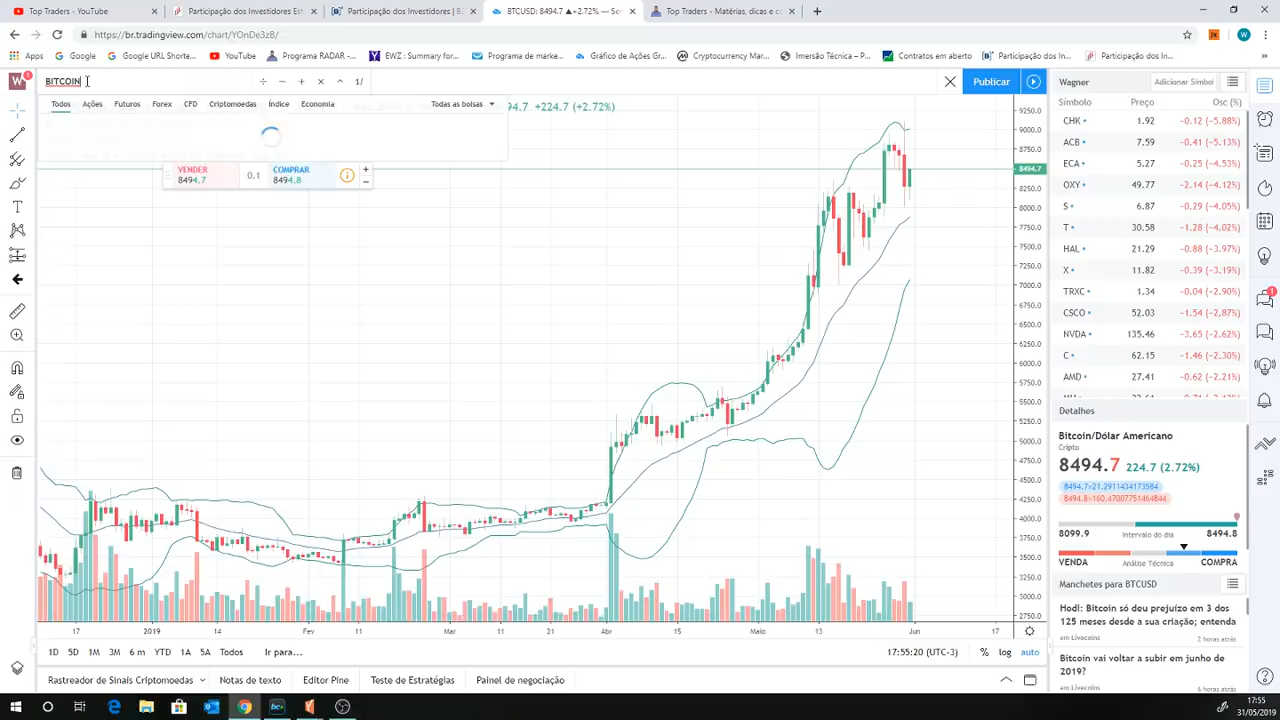 Top Traders - YouTube
Participação dos Investidores Est
Participação dos Investidores | B3
BTCUSD: 8494.7 ▲+2.72% — Se
Top Traders - Matérias, dicas e co
https://br.tradingview.com/chart/YOnDe3zB/
Apps
Google
Google URL Short...
YouTube
Programa RADAR -...
EWZ : Summary for...
Programa de marke...
Gráfico de Ações Gr...
Cryptocurrency Mar...
Imersão Técnica – P...
Contratos em aberto
Participação dos In...
Participação dos In...
BITCOIN
1/
Publicar
Wagner
Adicionar Símbol
Todos
Ações
Futuros
Forex
CFD
Criptomoedas
Índice
Economia
Todas as bolsas
94.7 +224.7 (+2.72%)
VENDER
8494.7
0.1
COMPRAR
8494.8
9250.0
9000.0
8750.0
8494.7
8250.0
8000.0
7750.0
7500.0
7250.0
7000.0
6750.0
6500.0
6250.0
6000.0
5750.0
5500.0
5250.0
5000.0
4750.0
4500.0
4250.0
4000.0
3750.0
3500.0
3250.0
3000.0
2750.0
17
2019
14
Fev
11
Mar
11
21
Abr
15
Maio
13
Jun
17
1D
5D
1M
3M
6 m
YTD
1A
5A
Todos
Ir para...
17:55:20 (UTC-3)
%
log
auto
Rastreador de Sinais Criptomoedas
Notas de texto
Editor Pine
Teste de Estratégias
Painel de negociação
Símbolo Preço Osc (%)
CHK 1.92 −0.12 (−5.88%)
ACB 7.59 −0.41 (−5.13%)
ECA 5.27 −0.25 (−4.53%)
OXY 49.77 −2.14 (−4.12%)
S 6.87 −0.29 (−4.05%)
T 30.58 −1.28 (−4.02%)
HAL 21.29 −0.88 (−3.97%)
X 11.82 −0.39 (−3.19%)
TRXC 1.34 −0.04 (−2.90%)
CSCO 52.03 −1.54 (−2.87%)
NVDA 135.46 −3.65 (−2.62%)
C 62.15 −1.46 (−2.30%)
AMD 27.41 −0.62 (−2.21%)
Detalhes
Bitcoin/Dólar Americano
Cripto
8494.7 224.7 (2.72%)
8494.7×21.2911434173584
8494.8×160.47007751464844
8099.9 Intervalo do dia 8494.8
VENDA Análise Técnica COMPRA
Manchetes para BTCUSD
Hodl: Bitcoin só deu prejuízo em 3 dos
125 meses desde a sua criação; entenda
em Livecoins 2 horas atrás
Bitcoin vai voltar a subir em junho de
2019?
em Livecoins 6 horas atrás
17:55
31/05/2019